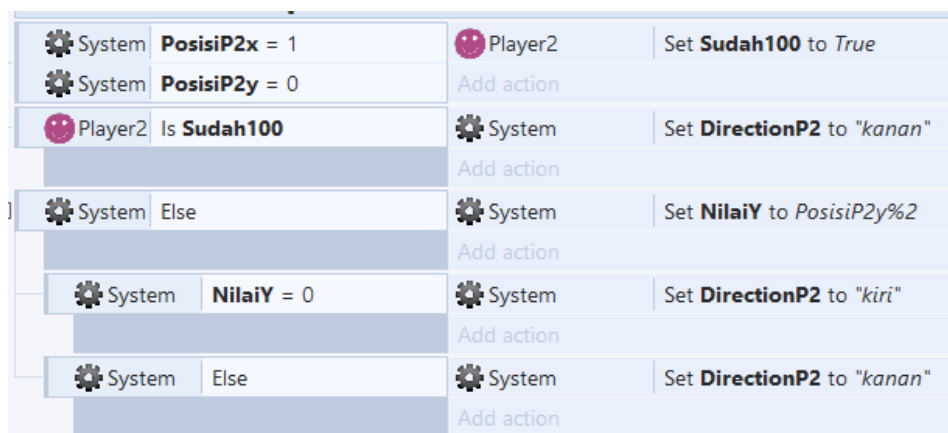 System PosisiP2x = 1 Player2 Set Sudah100 to True
System PosisiP2y = 0 Add action
Player2 Is Sudah100 System Set DirectionP2 to "kanan"
Add action
System Else System Set NilaiY to PosisiP2y%2
Add action
System NilaiY = 0 System Set DirectionP2 to "kiri"
Add action
System Else System Set DirectionP2 to "kanan"
Add action